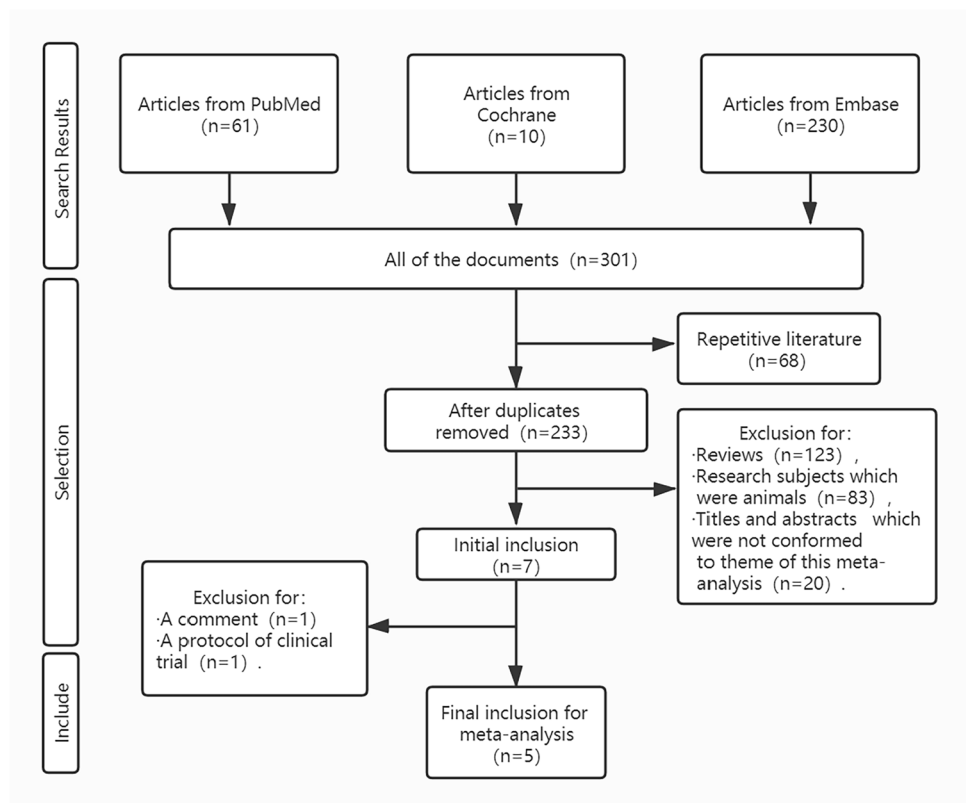 Search Results
Articles from PubMed
(n=61)
Articles from
Cochrane
(n=10)
Articles from Embase
(n=230)
All of the documents (n=301)
Selection
Repetitive literature
(n=68)
After duplicates
removed (n=233)
Exclusion for:
·Reviews (n=123) ,
·Research subjects which
were animals (n=83) ,
·Titles and abstracts which
were not conformed
to theme of this meta-
analysis (n=20) .
Initial inclusion
(n=7)
Exclusion for:
·A comment (n=1)
·A protocol of clinical
trial (n=1) .
Include
Final inclusion for
meta-analysis
(n=5)